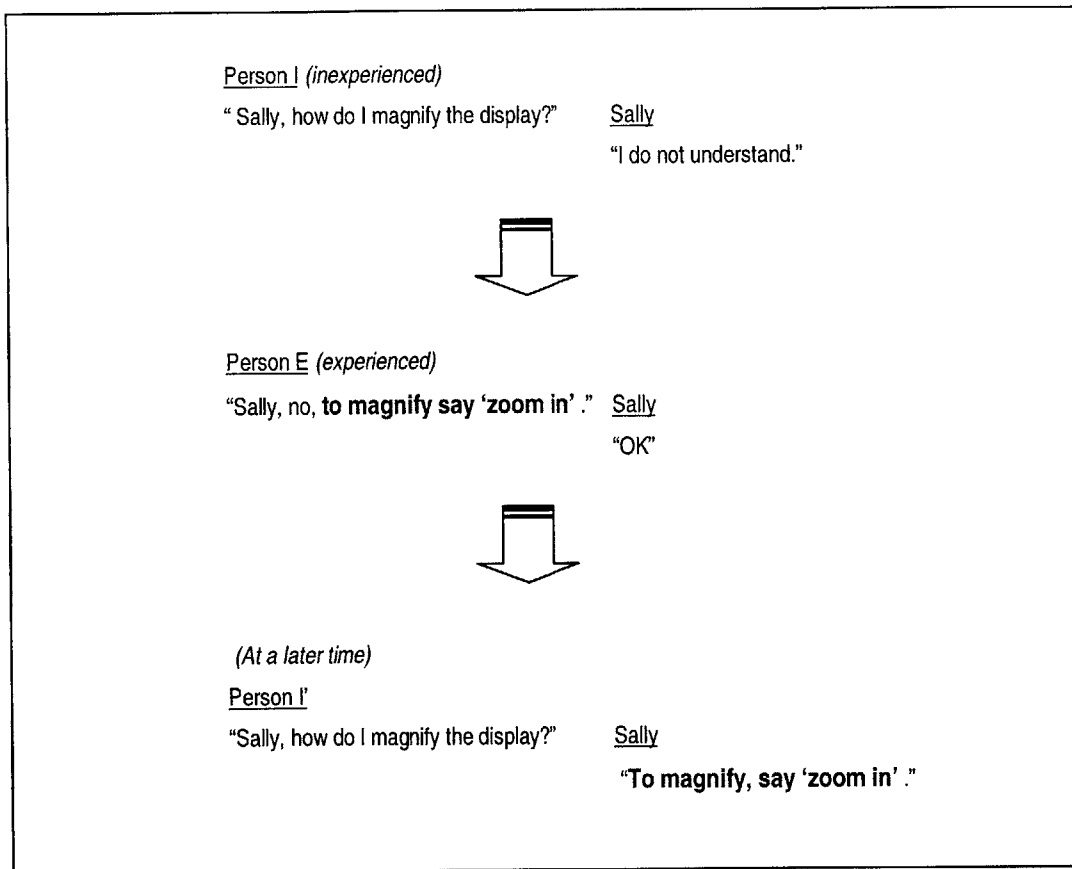 Person I (inexperienced)
“ Sally, how do I magnify the display?”
Sally
“I do not understand.”
Person E (experienced)
“Sally, no, to magnify say ‘zoom in’ .”
Sally
“OK”
(At a later time)
Person I'
“Sally, how do I magnify the display?”
Sally
“To magnify, say ‘zoom in’ .”